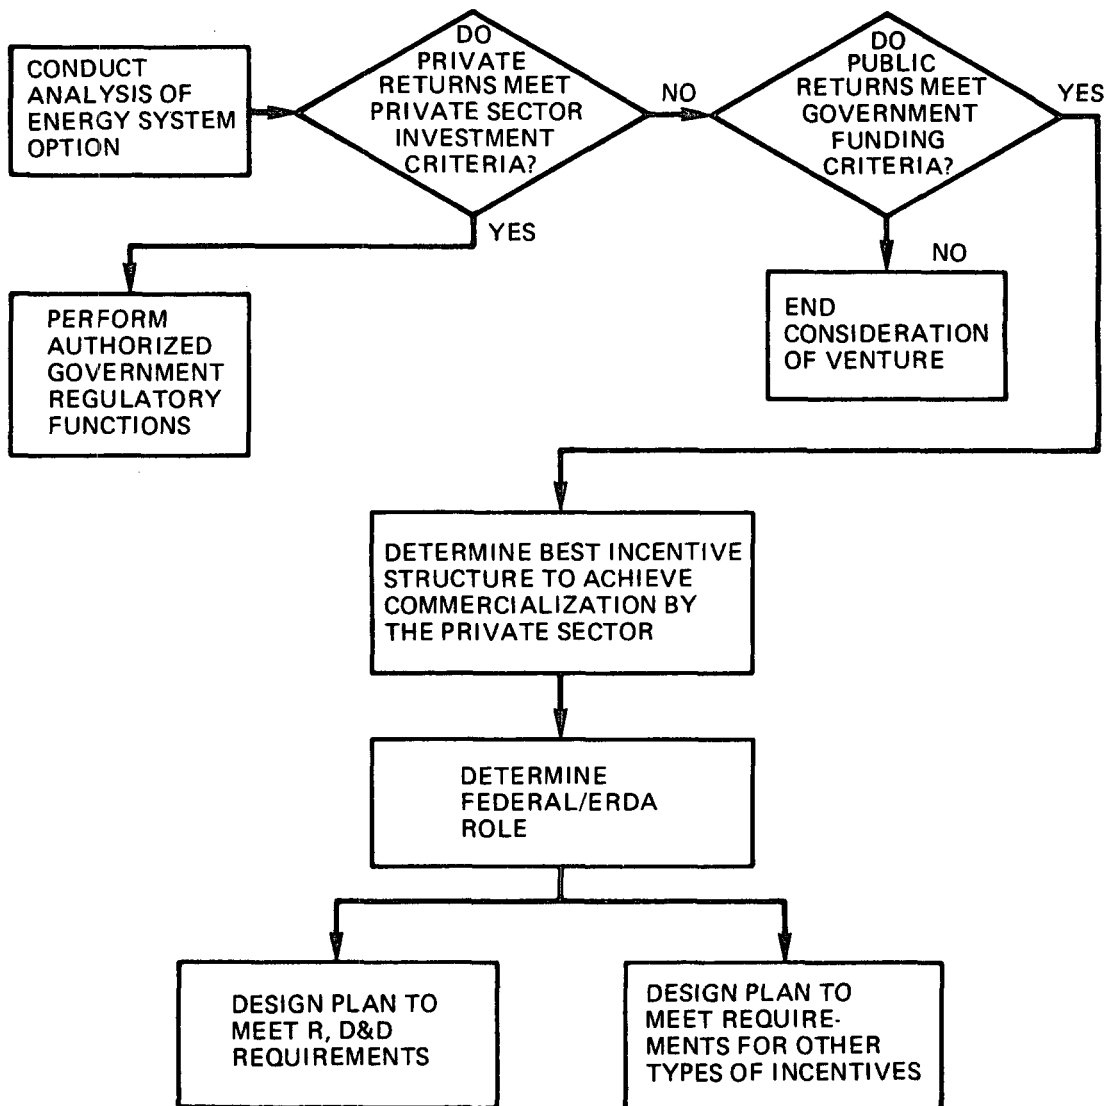 CONDUCT
ANALYSIS OF
ENERGY SYSTEM
OPTION
DO
PRIVATE
RETURNS MEET
PRIVATE SECTOR
INVESTMENT
CRITERIA?
NO
DO
PUBLIC
RETURNS MEET
GOVERNMENT
FUNDING
CRITERIA?
YES
YES
NO
PERFORM
AUTHORIZED
GOVERNMENT
REGULATORY
FUNCTIONS
END
CONSIDERATION
OF VENTURE
DETERMINE BEST INCENTIVE
STRUCTURE TO ACHIEVE
COMMERCIALIZATION BY
THE PRIVATE SECTOR
DETERMINE
FEDERAL/ERDA
ROLE
DESIGN PLAN TO
MEET R, D&D
REQUIREMENTS
DESIGN PLAN TO
MEET REQUIRE-
MENTS FOR OTHER
TYPES OF INCENTIVES